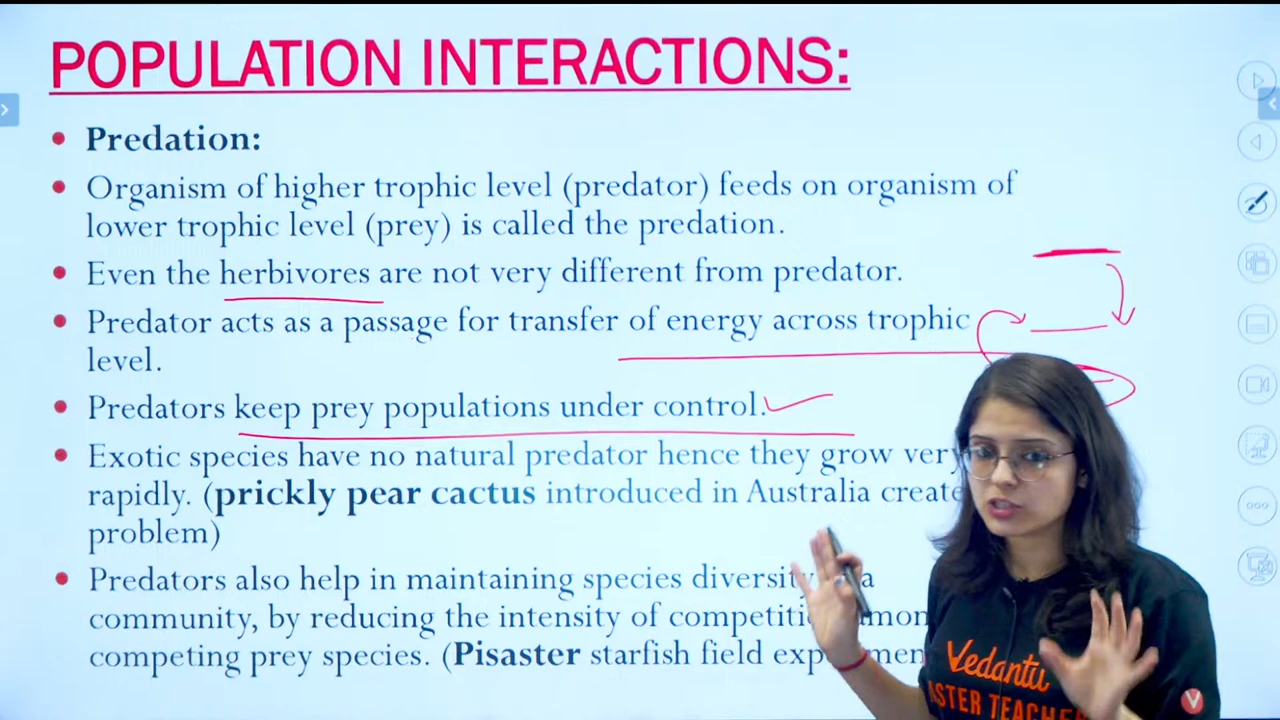 POPULATION INTERACTIONS:
• Predation:
• Organism of higher trophic level (predator) feeds on organism of
lower trophic level (prey) is called the predation.
• Even the herbivores are not very different from predator.
• Predator acts as a passage for transfer of energy across trophic
level.
• Predators keep prey populations under control.
• Exotic species have no natural predator hence they grow very
rapidly. (prickly pear cactus introduced in Australia create
problem)
• Predators also help in maintaining species diversity a
community, by reducing the intensity of
competing prey species. (Pisaster starfish field
Vedantu
ASTER TEACHE
V